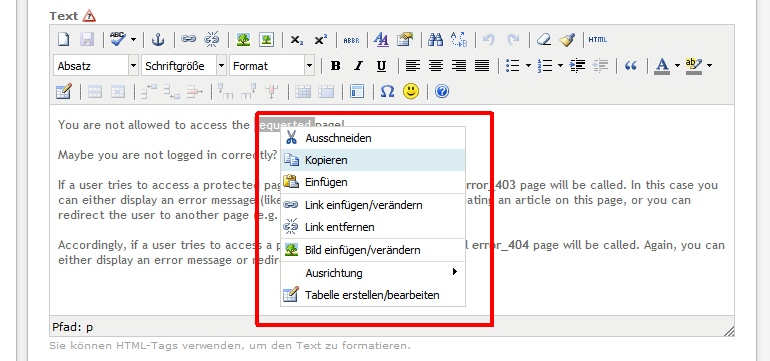 Text
ABC
ABBR
HTML
Absatz Schriftgröße Format B I U A ab
You are not allowed to access the requested page!
Ausschneiden
Maybe you are not logged in correctly?
Kopieren
Einfügen
If a user tries to access a protected pag error_403 page will be called. In this case you
can either display an error message (like Link einfügen/verändern ating an article on this page, or you can
redirect the user to another page (e.g. Link entfernen
Accordingly, if a user tries to access a p Bild einfügen/verändern l error_404 page will be called. Again, you can
either display an error message or redir
Ausrichtung
Tabelle erstellen/bearbeiten
Pfad: p
Sie können HTML-Tags verwenden, um den Text zu formatieren.